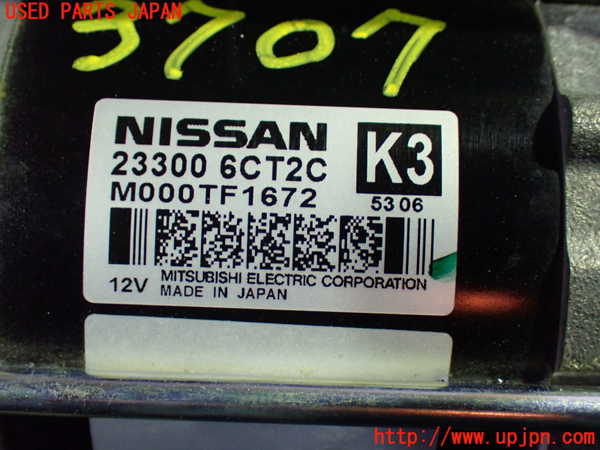 USED PARTS JAPAN
3707
NISSAN
23300 6CT2C
K3
M000TF1672
5306
12V
MITSUBISHI ELECTRIC CORPORATION
MADE IN JAPAN
http://www.upjpn.com/